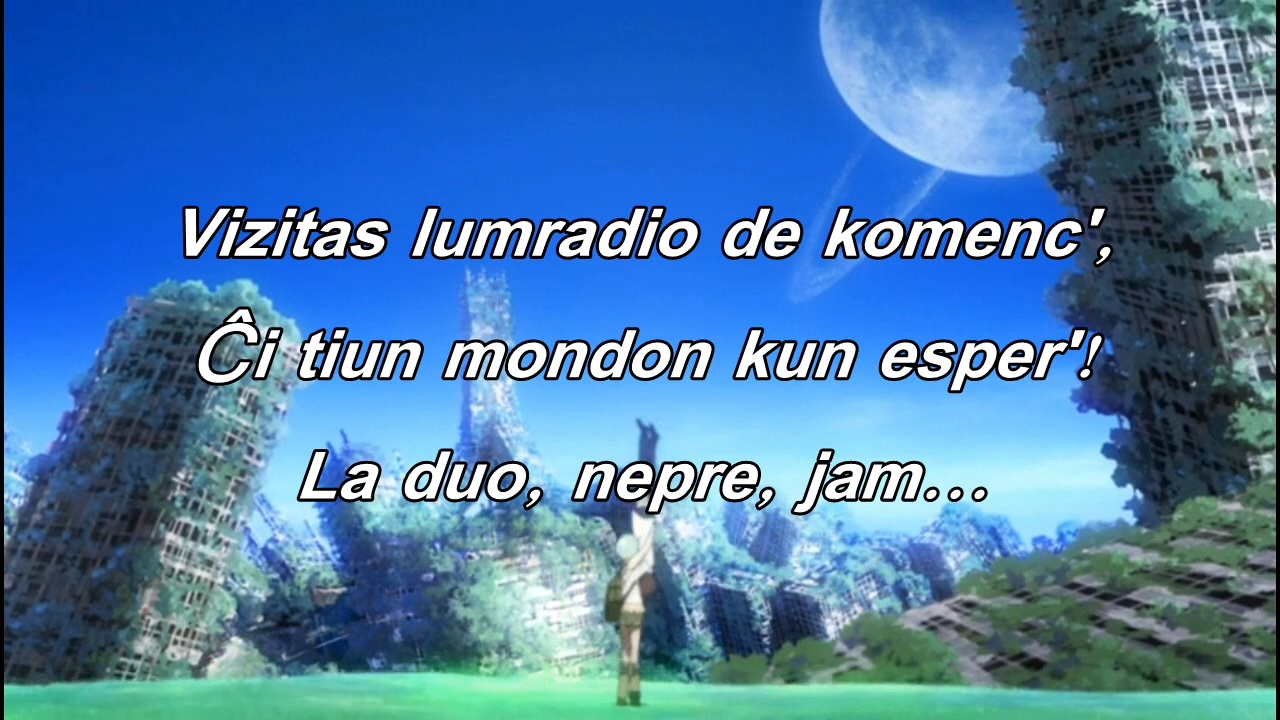 Vizitas lumradio de komenc',
Ĉi tiun mondon kun esper'!
La duo, nepre, jam...